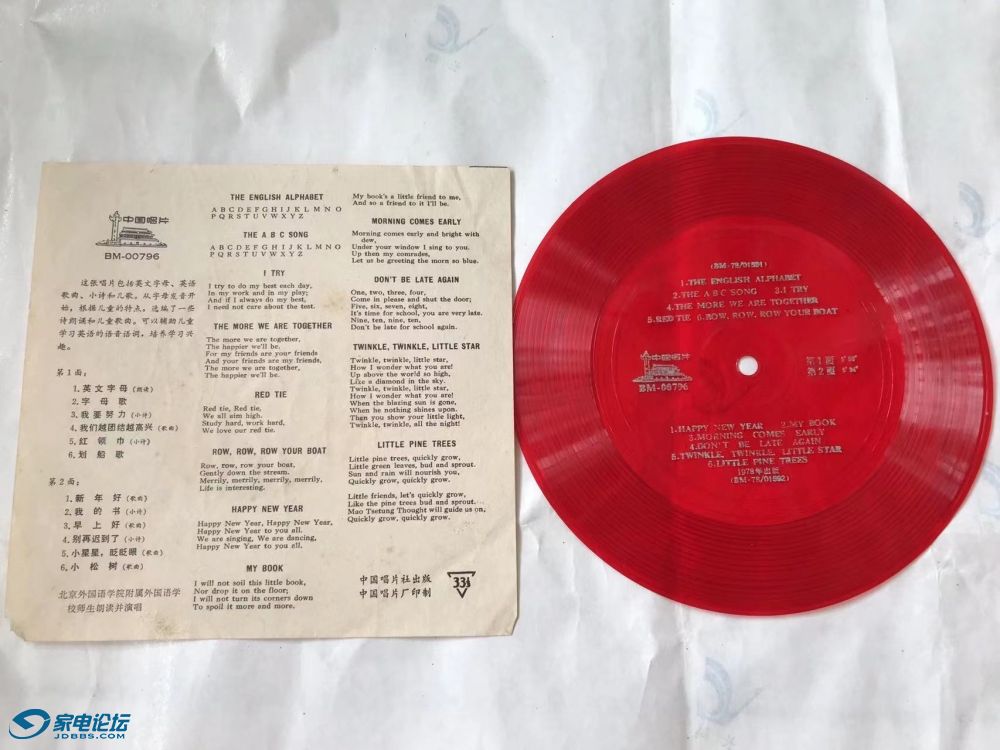 中国唱片
BM-00796
这张唱片包括英文字母、英语
歌曲、小诗和儿歌。从字母发音开
始，根据儿童的特点，选编了一些
诗朗诵和儿童歌曲。可以辅助儿童
学习英语的语音语词，培养学习兴
趣。
第1面：
1.英文字母(朗读)
2.字母歌
3.我要努力(小诗)
4.我们越团结越高兴(歌曲)
5.红领巾(小诗)
6.划船歌
第2面：
1.新年好(歌曲)
2.我的书(小诗)
3.早上好(歌曲)
4.别再迟到了(小诗)
5.小星星，眨眨眼(歌曲)
6.小松树(歌曲)
北京外国语学院附属外国语学
校师生朗读并演唱
THE ENGLISH ALPHABET
A B C D E F G H I J K L M N O
P Q R S T U V W X Y Z
THE A B C SONG
A B C D E F G H I J K L M N O
P Q R S T U V W X Y Z
I TRY
I try to do my best each day,
In my work and in my play;
And if I always do my best,
I need not care about the test.
THE MORE WE ARE TOGETHER
The more we are together,
The happier we'll be.
For my friends are your friends
And your friends are my friends,
The more we are together,
The happier we'll be.
RED TIE
Red tie, Red tie,
We all aim high.
Study hard, work hard,
We love our red tie.
ROW, ROW, ROW YOUR BOAT
Row, row, row your boat,
Gently down the stream.
Merrily, merrily, merrily, merrily,
Life is interesting.
HAPPY NEW YEAR
Happy New Year, Happy New Year,
Happy New Year to you all.
We are singing, We are dancing,
Happy New Year to you all.
MY BOOK
I will not soil this little book,
Nor drop it on the floor;
I will not turn its corners down
To spoil it more and more.
My book's a little friend to me,
And so a friend to it I'll be.
MORNING COMES EARLY
Morning comes early and bright with
dew,
Under your window I sing to you.
Up then my comrades,
Let us be greeting the morn so blue.
DON'T BE LATE AGAIN
One, two, three, four,
Come in please and shut the door;
Five, six, seven, eight,
It's time for school, you are very late.
Nine, ten, nine, ten,
Don't be late for school again.
TWINKLE, TWINKLE, LITTLE STAR
Twinkle, twinkle, little star,
How I wonder what you are!
Up above the world so high,
Like a diamond in the sky.
Twinkle, twinkle, little star,
How I wonder what you are!
When the blazing sun is gone,
When he nothing shines upon.
Then you show your little light,
Twinkle, twinkle, all the night!
LITTLE PINE TREES
Little pine trees, quickly grow,
Little green leaves, bud and sprout.
Sun and rain will nourish you,
Quickly grow, quickly grow.
Little friends, let's quickly grow,
Like the pine trees bud and sprout....
Mao Tsetung Thought will guide us on,
Quickly grow, quickly grow.
中国唱片社出版
中国唱片厂印制
33⅓
(BM-78/01591)
1.THE ENGLISH ALPHABET
2.THE A B C SONG 3.I TRY
4.THE MORE WE ARE TOGETHER
5.RED TIE 6.ROW, ROW, ROW YOUR BOAT
中国唱片
BM-00796
第1面
第2面
1.HAPPY NEW YEAR 2.MY BOOK
3.MORNING COMES EARLY
4.DON'T BE LATE AGAIN
5.TWINKLE, TWINKLE, LITTLE STAR
6.LITTLE PINE TREES
1978年出版
(BM-78/01592)
家电论坛
JDBBS.COM